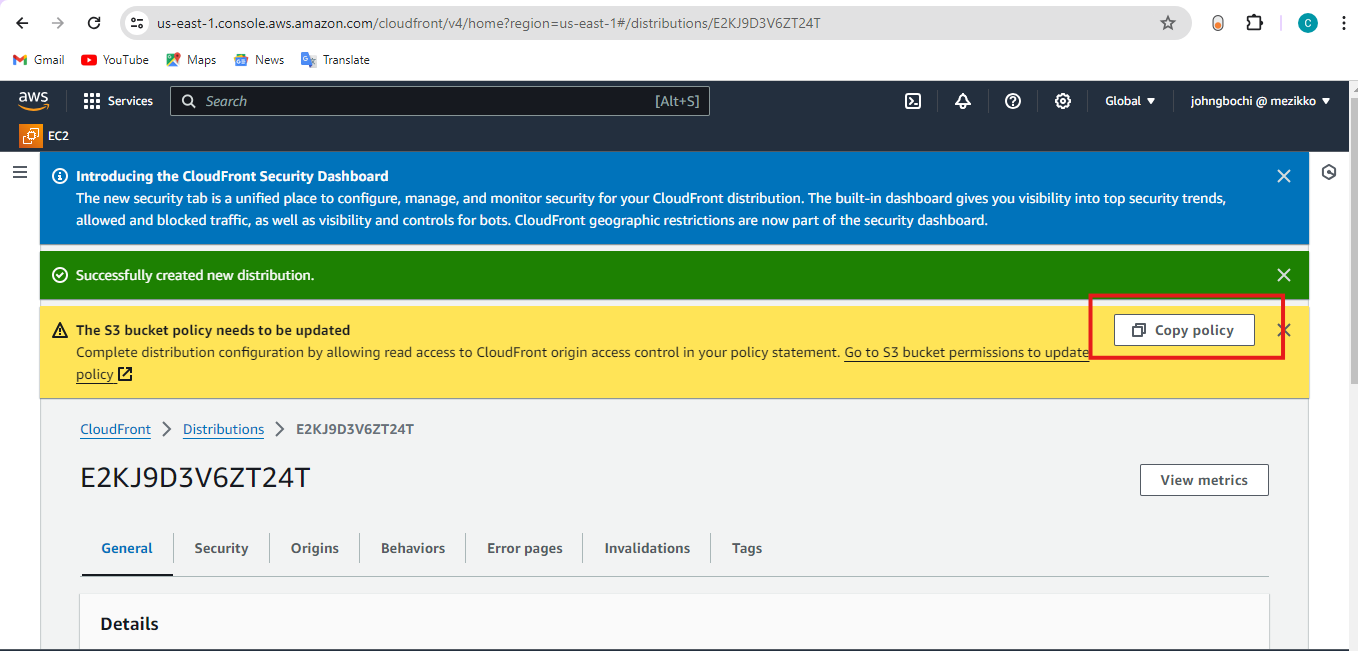 us-east-1.console.aws.amazon.com/cloudfront/v4/home?region=us-east-1#/distributions/E2KJ9D3V6ZT24T
C
Gmail YouTube Maps News Translate
aws Services Search [Alt+S] Global johngbochi @ mezikko
EC2
Introducing the CloudFront Security Dashboard
The new security tab is a unified place to configure, manage, and monitor security for your CloudFront distribution. The built-in dashboard gives you visibility into top security trends,
allowed and blocked traffic, as well as visibility and controls for bots. CloudFront geographic restrictions are now part of the security dashboard.
Successfully created new distribution.
The S3 bucket policy needs to be updated
Copy policy
Complete distribution configuration by allowing read access to CloudFront origin access control in your policy statement. Go to S3 bucket permissions to update
policy
CloudFront Distributions E2KJ9D3V6ZT24T
E2KJ9D3V6ZT24T
View metrics
General Security Origins Behaviors Error pages Invalidations Tags
Details